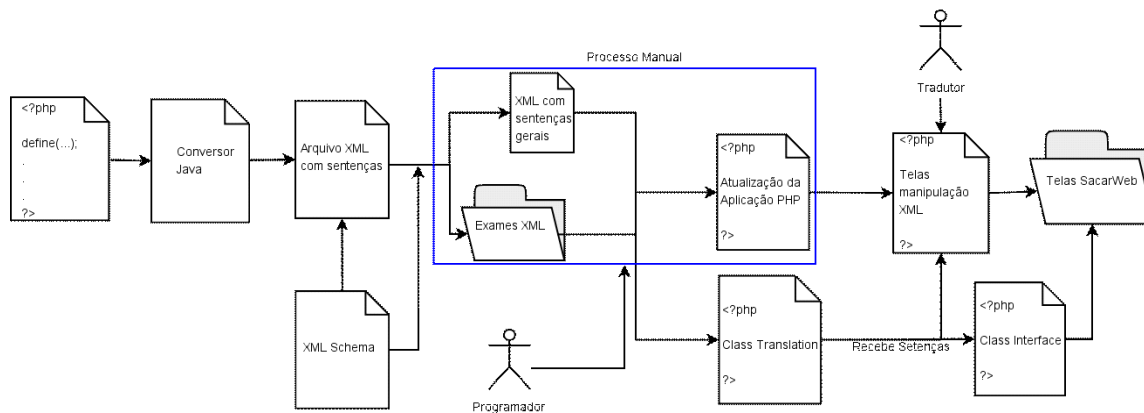 Processo Manual
<?php
define(...);
.
.
.
?>
Conversor
Java
Arquivo XML
com sentenças
XML com
sentenças
gerais
Exames XML
<?php
Atualização da
Aplicação PHP
?>
Tradutor
<?php
Telas
manipulação
XML
?>
Telas SacarWeb
XML Schema
Programador
<?php
Class Translation
?>
Recebe Setenças
<?php
Class Interface
?>